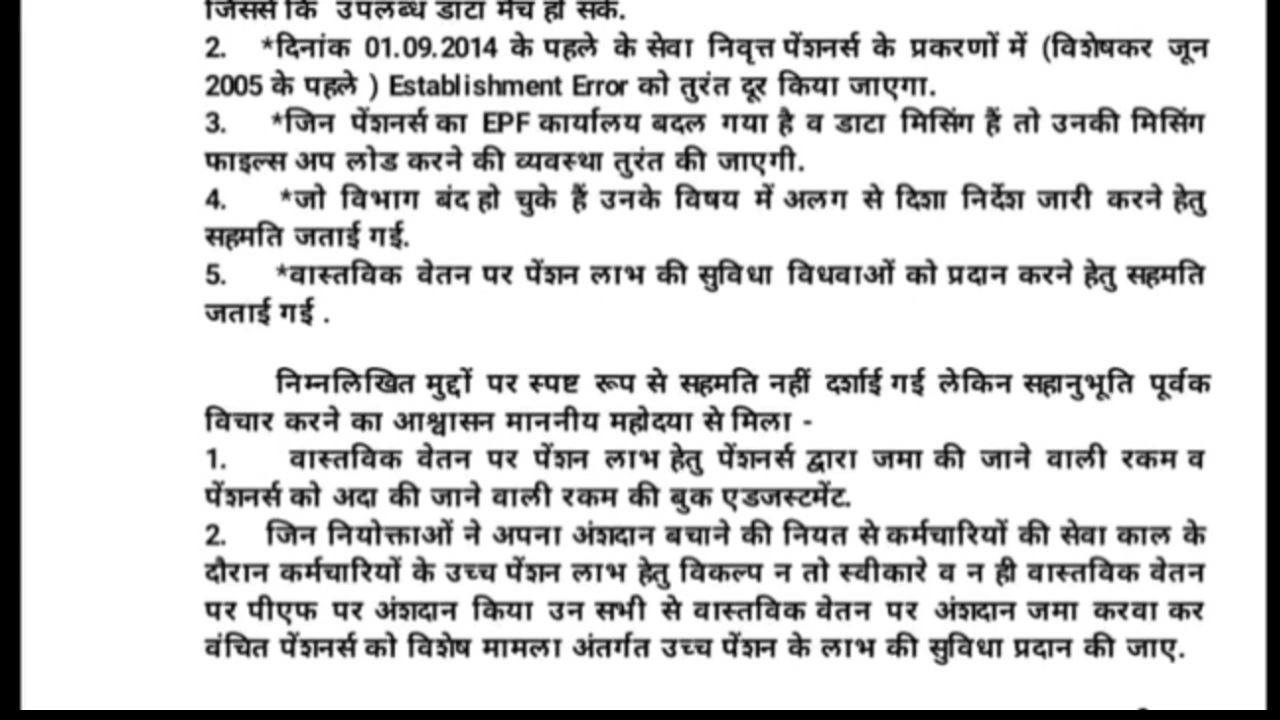 जिससे कि उपलब्ध डाटा मैच हो सके.
2. *दिनांक 01.09.2014 के पहले के सेवा निवृत्त पेंशनर्स के प्रकरणों में (विशेषकर जून
2005 के पहले ) Establishment Error को तुरंत दूर किया जाएगा.
3. *जिन पेंशनर्स का EPF कार्यालय बदल गया है व डाटा मिसिंग हैं तो उनकी मिसिंग
फाइल्स अप लोड करने की व्यवस्था तुरंत की जाएगी.
4. *जो विभाग बंद हो चुके हैं उनके विषय में अलग से दिशा निर्देश जारी करने हेतु
सहमति जताई गई.
5. *वास्तविक वेतन पर पेंशन लाभ की सुविधा विधवाओं को प्रदान करने हेतु सहमति
जताई गई .
निम्नलिखित मुद्दों पर स्पष्ट रूप से सहमति नहीं दर्शाई गई लेकिन सहानुभूति पूर्वक
विचार करने का आश्वासन माननीय महोदया से मिला -
1. वास्तविक वेतन पर पेंशन लाभ हेतु पेंशनर्स द्वारा जमा की जाने वाली रकम व
पेंशनर्स को अदा की जाने वाली रकम की बुक एडजस्टमेंट.
2. जिन नियोक्ताओं ने अपना अंशदान बचाने की नियत से कर्मचारियों की सेवा काल के
दौरान कर्मचारियों के उच्च पेंशन लाभ हेतु विकल्प न तो स्वीकारे व न ही वास्तविक वेतन
पर पीएफ पर अंशदान किया उन सभी से वास्तविक वेतन पर अंशदान जमा करवा कर
वंचित पेंशनर्स को विशेष मामला अंतर्गत उच्च पेंशन के लाभ की सुविधा प्रदान की जाए.